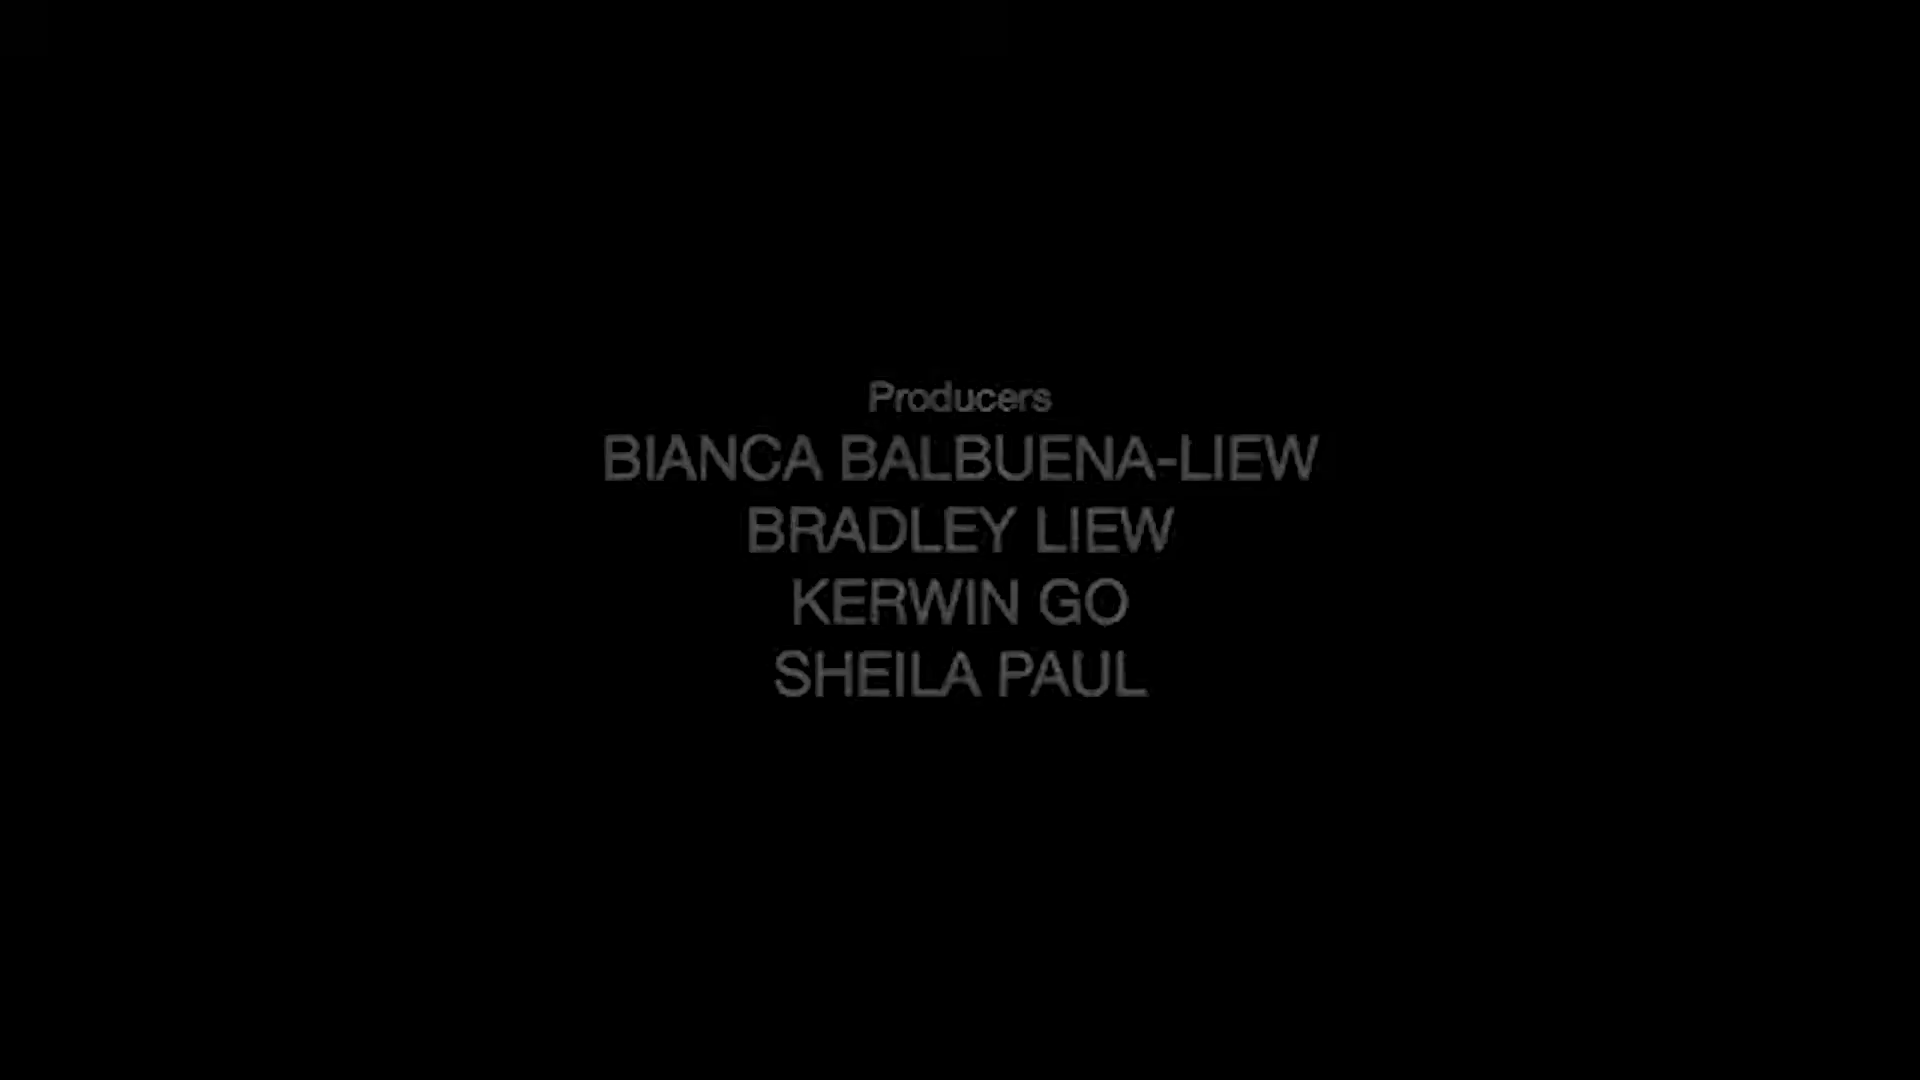 Producers
BIANCA BALBUENA-LIEW
BRADLEY LIEW
KERWIN GO
SHEILA PAUL